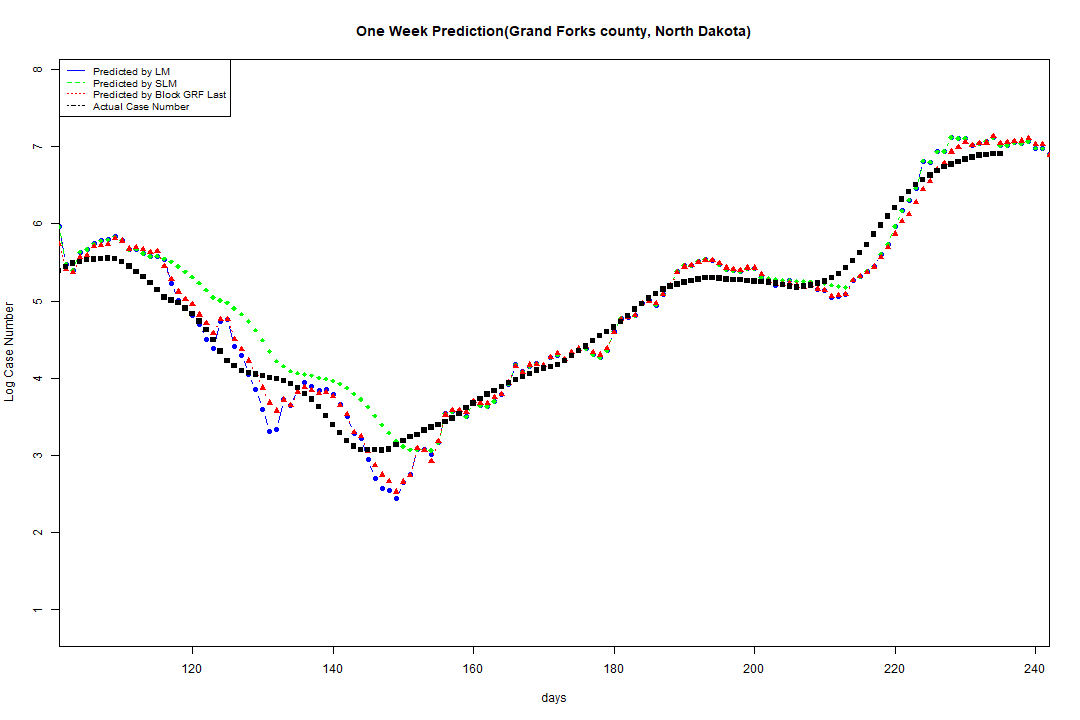 One Week Prediction(Grand Forks county, North Dakota)
Predicted by LM
Predicted by SLM
Predicted by Block GRF Last
Actual Case Number
8
7
6
5
4
3
2
1
Log Case Number
120 140 160 180 200 220 240
days